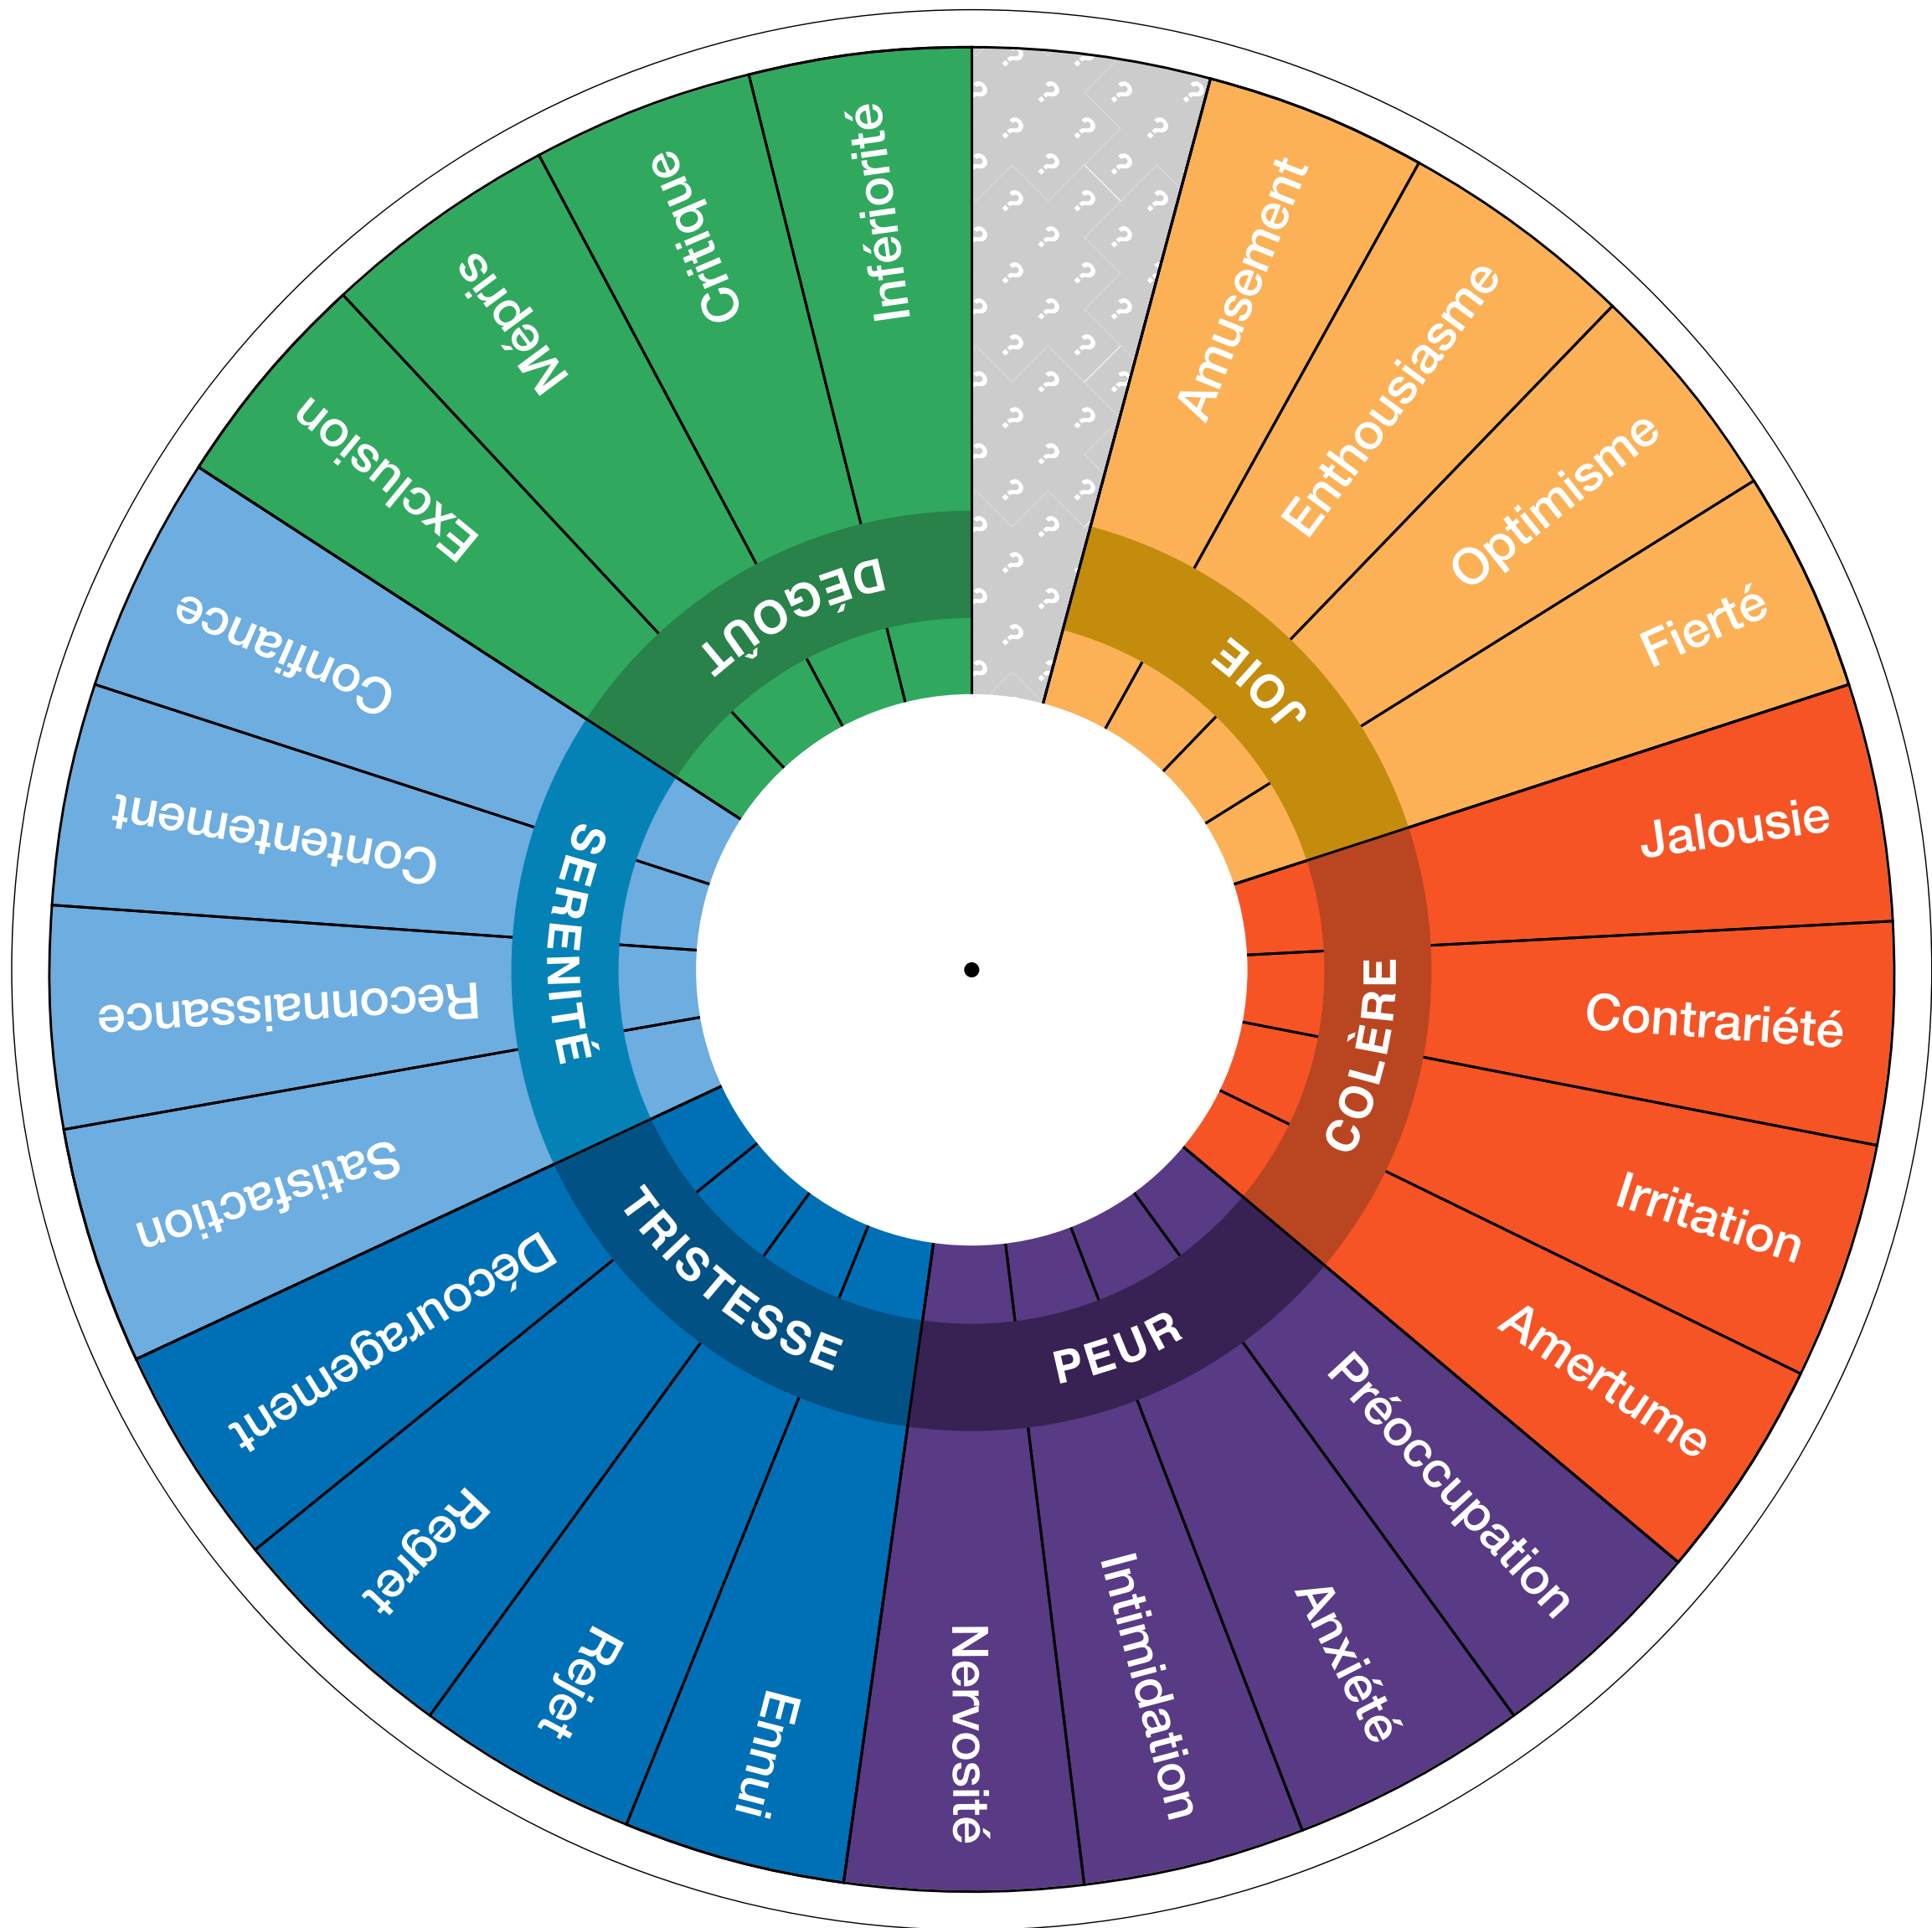 Amusement
Enthousiasme
Optimisme
Fierté
JOIE
Jalousie
Contrariété
Irritation
Amertume
COLÈRE
Préoccupation
Anxiété
Intimidation
Nervosité
PEUR
Ennui
Rejet
Regret
Découragement
TRISTESSE
Satisfaction
Reconnaissance
Contentement
Confiance
SERENITÉ
Exclusion
Mépris
Critique
Infériorité
DÉGOÛT